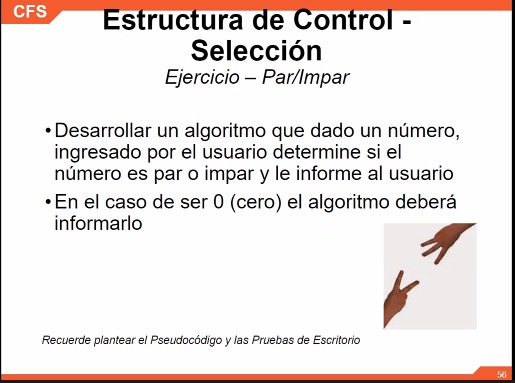 CFS
Estructura de Control -
Selección
Ejercicio – Par/Impar
• Desarrollar un algoritmo que dado un número,
ingresado por el usuario determine si el
número es par o impar y le informe al usuario
• En el caso de ser 0 (cero) el algoritmo deberá
informarlo
Recuerde plantear el Pseudocódigo y las Pruebas de Escritorio
56